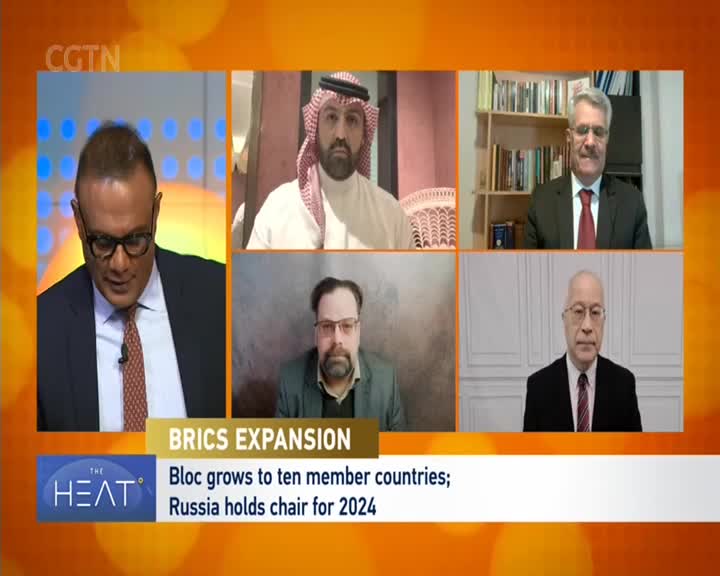 CGTN
BRICS EXPANSION
THE
HEAT
Bloc grows to ten member countries;
Russia holds chair for 2024